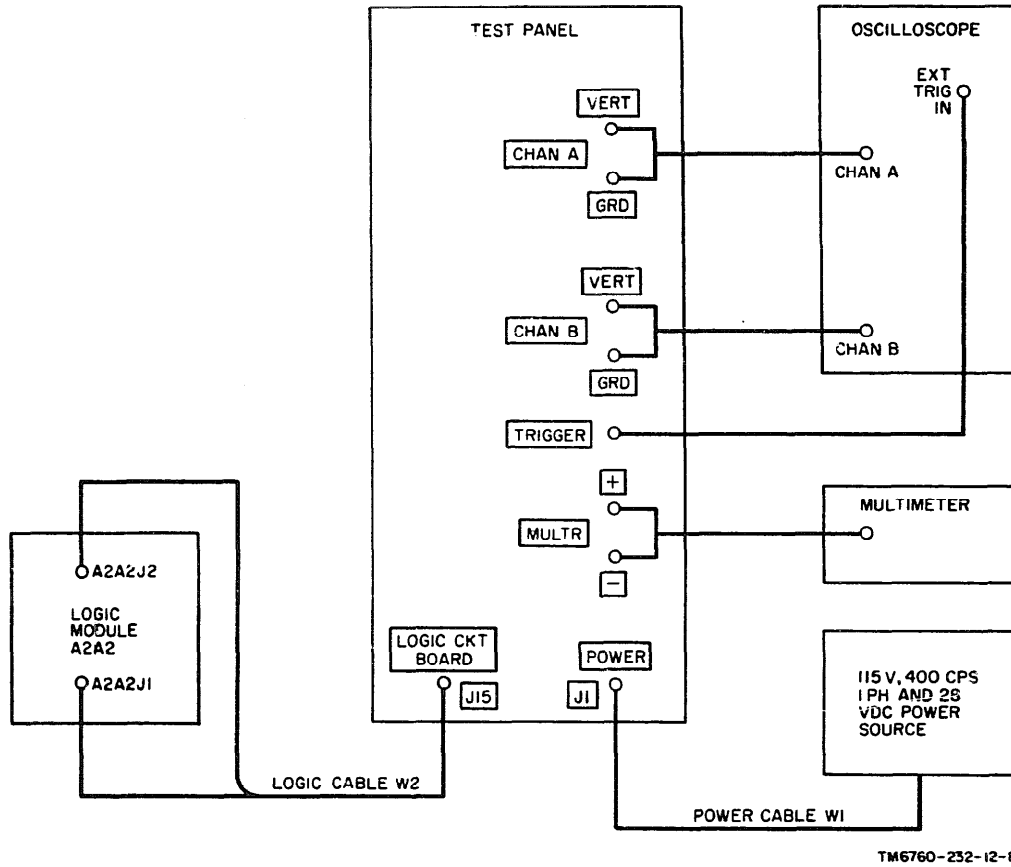 TEST PANEL
OSCILLOSCOPE
EXT
TRIG
IN
VERT
CHAN A
GRD
CHAN A
VERT
CHAN B
GRD
CHAN B
TRIGGER
+
MULTR
−
MULTIMETER
A2A2J2
LOGIC
MODULE
A2A2
A2A2J1
LOGIC CKT
BOARD
J15
POWER
J1
115 V, 400 CPS
1 PH AND 28
VDC POWER
SOURCE
LOGIC CABLE W2
POWER CABLE W1
TM6760-232-12-8